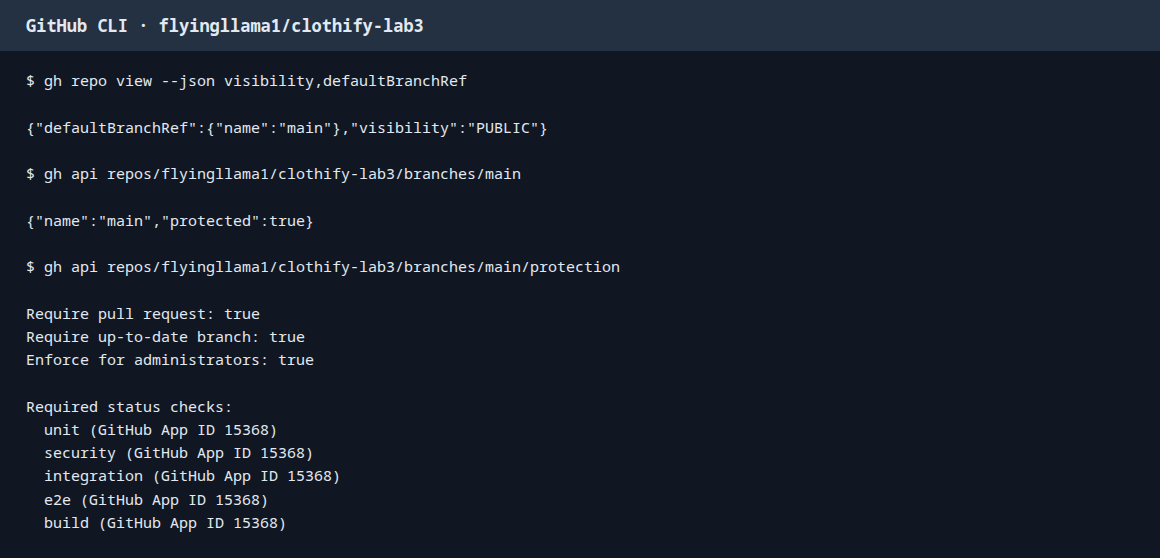 GitHub CLI · flyingllama1/clothify-lab3
$ gh repo view --json visibility,defaultBranchRef
{"defaultBranchRef":{"name":"main"},"visibility":"PUBLIC"}
$ gh api repos/flyingllama1/clothify-lab3/branches/main
{"name":"main","protected":true}
$ gh api repos/flyingllama1/clothify-lab3/branches/main/protection
Require pull request: true
Require up-to-date branch: true
Enforce for administrators: true
Required status checks:
unit (GitHub App ID 15368)
security (GitHub App ID 15368)
integration (GitHub App ID 15368)
e2e (GitHub App ID 15368)
build (GitHub App ID 15368)